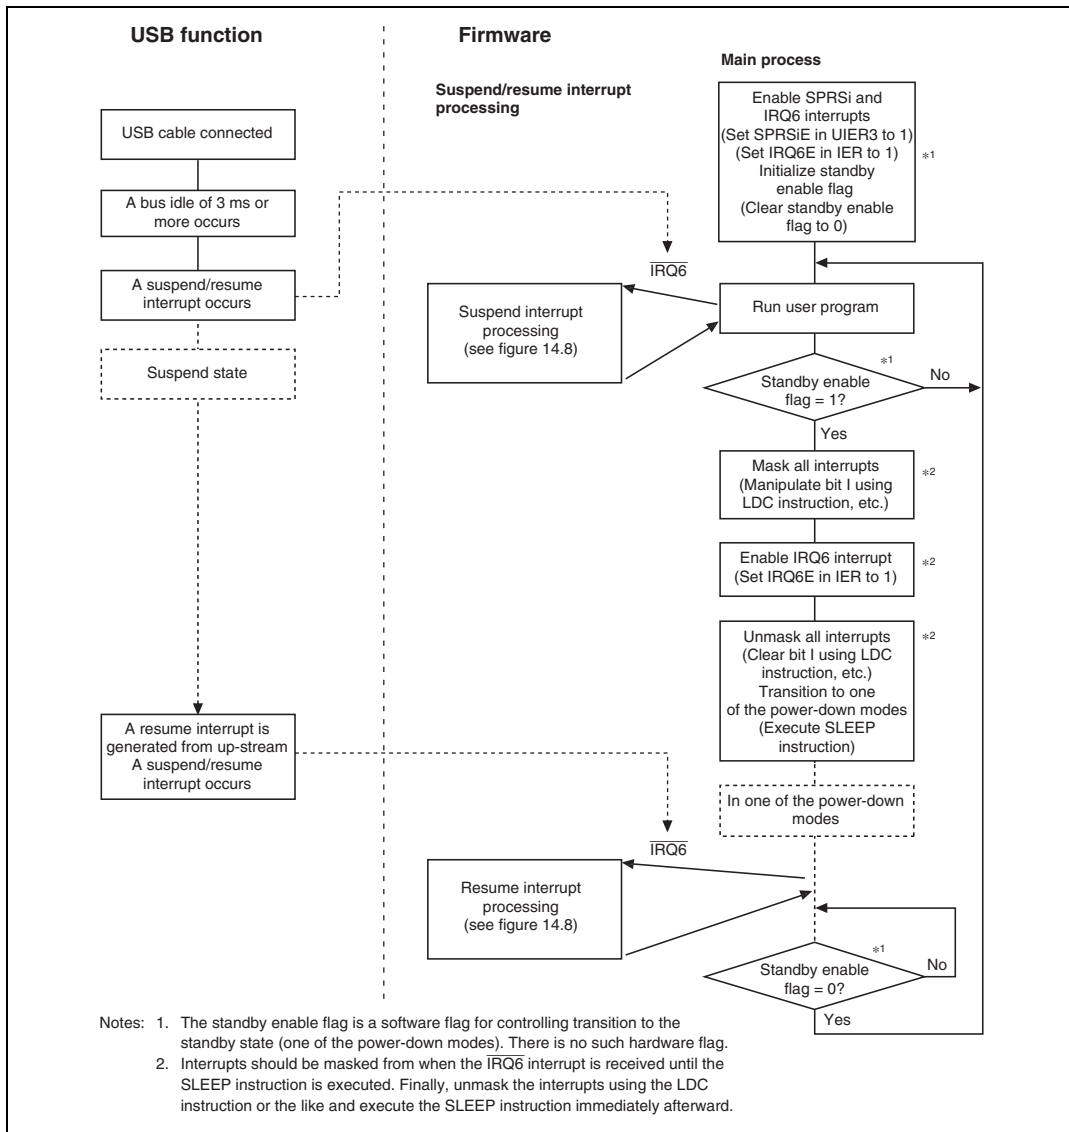 USB function
Firmware
Main process
Suspend/resume interrupt
processing
USB cable connected
A bus idle of 3 ms or
more occurs
A suspend/resume
interrupt occurs
Suspend state
A resume interrupt is
generated from up-stream
A suspend/resume
interrupt occurs
IRQ6
Suspend interrupt
processing
(see figure 14.8)
IRQ6
Resume interrupt
processing
(see figure 14.8)
Enable SPRSi and
IRQ6 interrupts
(Set SPRSiE in UIER3 to 1)
(Set IRQ6E in IER to 1)
Initialize standby
enable flag
(Clear standby enable
flag to 0)
*1
Run user program
*1
Standby enable
flag = 1?
No
Yes
Mask all interrupts
(Manipulate bit I using
LDC instruction, etc.)
*2
Enable IRQ6 interrupt
(Set IRQ6E in IER to 1)
*2
Unmask all interrupts
(Clear bit I using LDC
instruction, etc.)
Transition to one
of the power-down modes
(Execute SLEEP
instruction)
*2
In one of the power-down
modes
*1
Standby enable
flag = 0?
No
Yes
Notes: 1. The standby enable flag is a software flag for controlling transition to the
standby state (one of the power-down modes). There is no such hardware flag.
2. Interrupts should be masked from when the IRQ6 interrupt is received until the
SLEEP instruction is executed. Finally, unmask the interrupts using the LDC
instruction or the like and execute the SLEEP instruction immediately afterward.